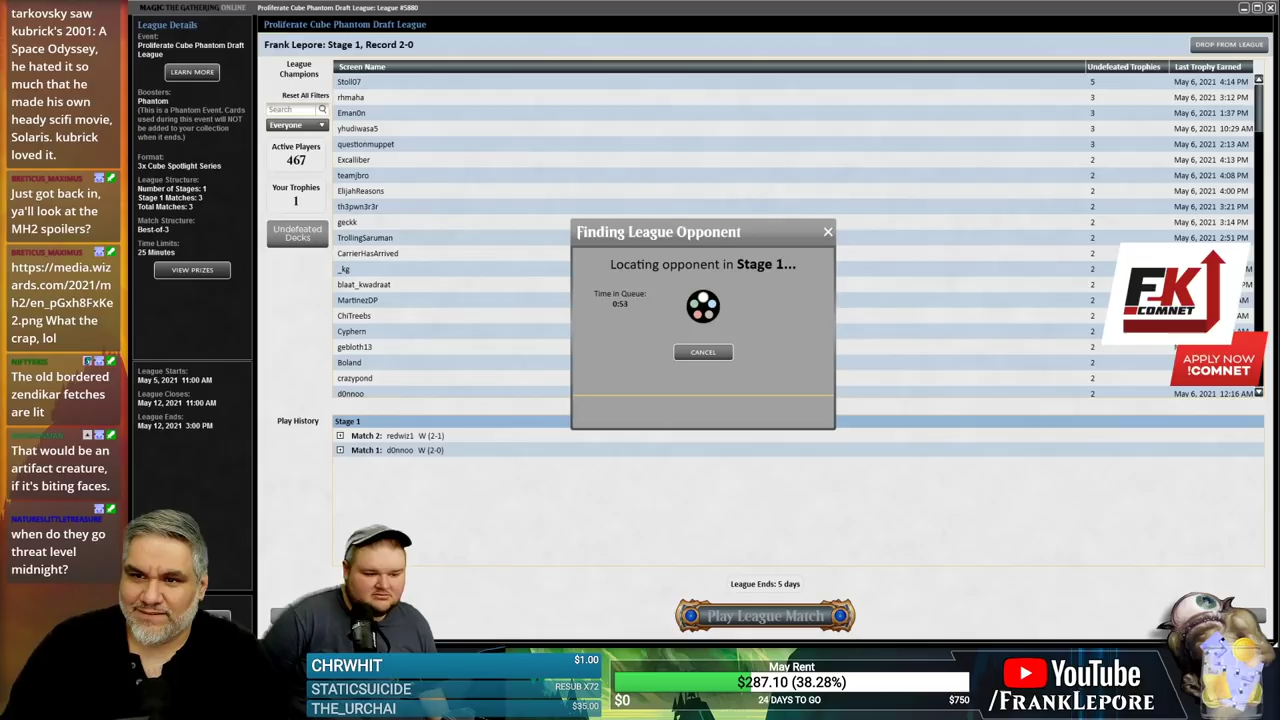 tarkovsky saw
kubrick's 2001: A
Space Odyssey,
he hated it so
much that he
made his own
heady scifi movie,
Solaris. kubrick
loved it.
BRETICUS_MAXIMUS
Just got back in,
ya'll look at the
MH2 spoilers?
BRETICUS_MAXIMUS
https://media.wiz
ards.com/2021/m
h2/en_pGxh8FxKe
2.png What the
crap, lol
The old bordered
zendikar fetches
are lit
That would be an
artifact creature,
if it's biting faces.
NATURESLITTLETREASURE
when do they go
threat level
midnight?
MAGIC THE GATHERING ONLINE
Proliferate Cube Phantom Draft League: League #5880
League Details
Event:
Proliferate Cube Phantom Draft
League
LEARN MORE
Boosters:
Phantom
(This is a Phantom Event. Cards
used during this event will NOT
be added to your collection
when it ends.)
Format:
3x Cube Spotlight Series
League Structure:
Number of Stages: 1
Stage 1 Matches: 3
Total Matches: 3
Match Structure:
Best-of-3
Time Limits:
25 Minutes
VIEW PRIZES
League Starts:
May 5, 2021 11:00 AM
League Closes:
May 12, 2021 11:00 AM
League Ends:
May 12, 2021 3:00 PM
Proliferate Cube Phantom Draft League
Frank Lepore: Stage 1, Record 2-0
DROP FROM LEAGUE
League
Champions
Reset All Filters
Search
Everyone
Active Players
467
Your Trophies
1
Undefeated
Decks
Screen Name Undefeated Trophies Last Trophy Earned
Stoll07 5 May 6, 2021 4:14 PM
rhmaha 3 May 6, 2021 3:12 PM
Eman0n 3 May 6, 2021 1:37 PM
yhudiwasa5 3 May 6, 2021 10:29 AM
questionmuppet 3 May 6, 2021 2:13 AM
Excalliber 2 May 6, 2021 4:13 PM
teamjbro 2 May 6, 2021 4:08 PM
ElijahReasons 2 May 6, 2021 4:00 PM
th3pwn3r3r 2 May 6, 2021 3:21 PM
geckk 2 May 6, 2021 3:14 PM
TrollingSaruman 2 May 6, 2021 2:51 PM
CarrierHasArrived 2
_kg 2
blaat_kwadraat 2
MartinezDP 2
ChiTreebs 2
Cyphern 2
gebloth13 2
Boland 2
crazypond 2
d0nnoo 2 May 6, 2021 12:16 AM
Finding League Opponent
Locating opponent in Stage 1...
Time in Queue:
0:53
CANCEL
FK
.COMNET
APPLY NOW
!COMNET
Play History
Stage 1
Match 2: redwiz1 W (2-1)
Match 1: d0nnoo W (2-0)
League Ends: 5 days
Play League Match
CHRWHIT $1.00
STATICSUICIDE RESUB X72
THE_URCHAI $35.00
May Rent
$287.10 (38.28%)
$0 24 DAYS TO GO $750
YouTube
/FRANKLEPORE